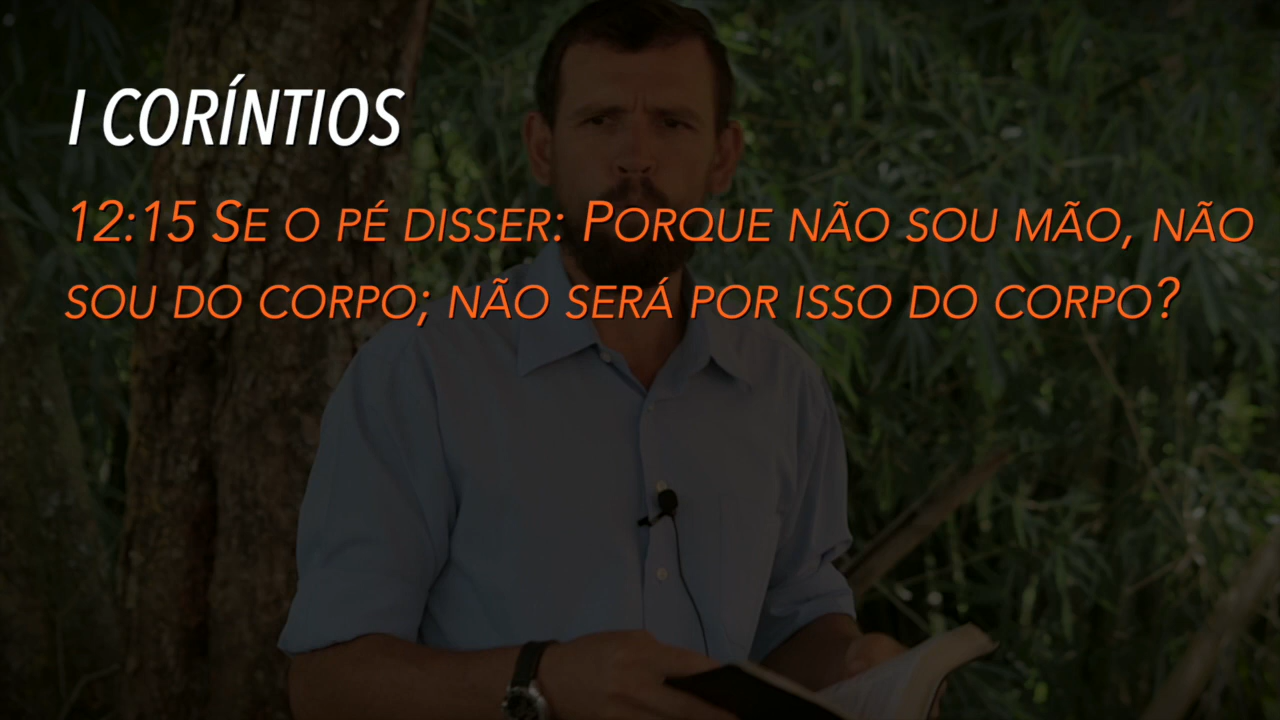 I CORÍNTIOS
12:15 SE O PÉ DISSER: PORQUE NÃO SOU MÃO, NÃO
SOU DO CORPO; NÃO SERÁ POR ISSO DO CORPO?